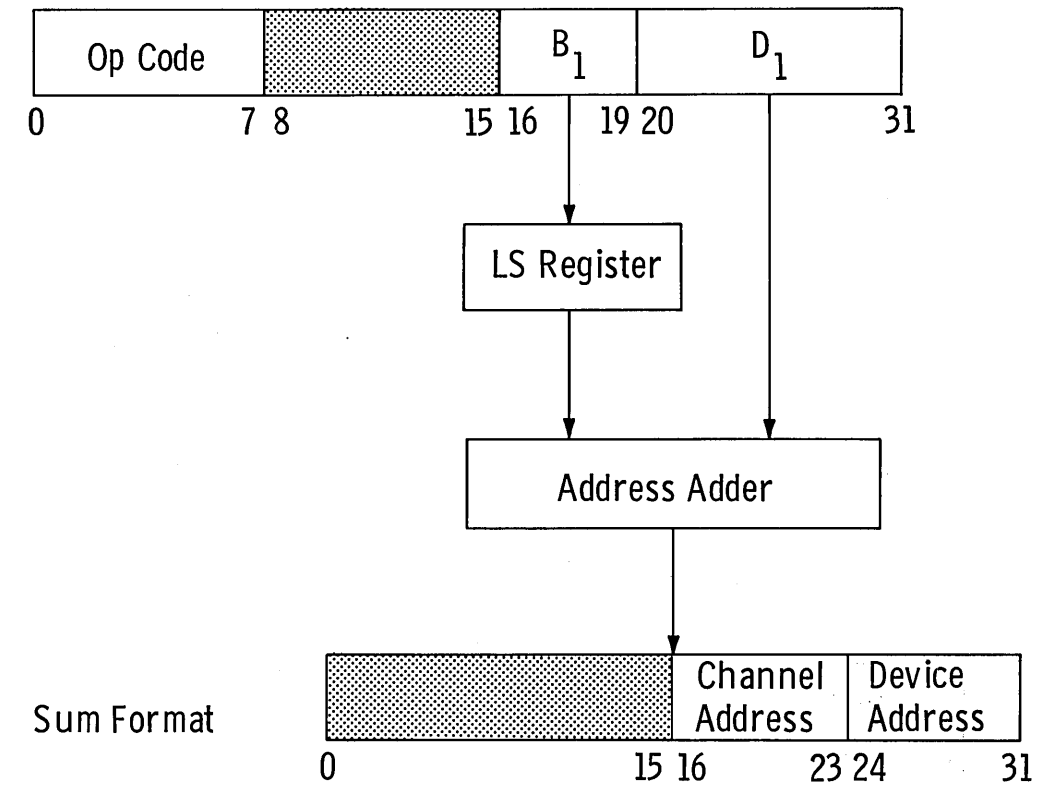 Op Code B1 D1
0 7 8 15 16 19 20 31
LS Register
Address Adder
Channel Device
Sum Format Address Address
0 15 16 23 24 31